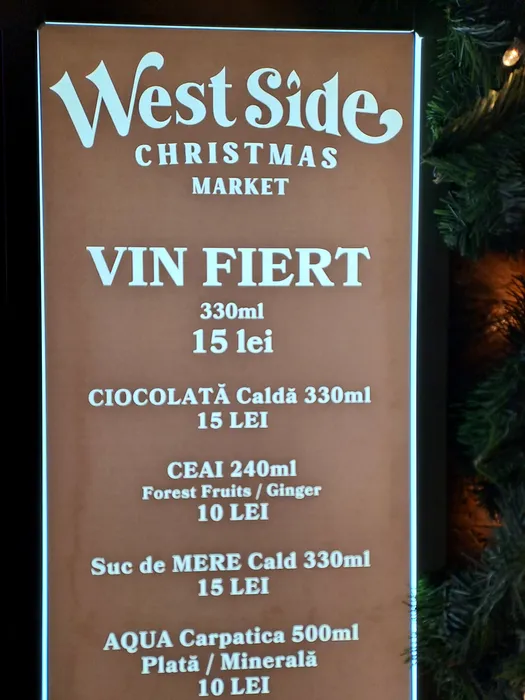 West Side
CHRISTMAS
MARKET
VIN FIERT
330ml
15 lei
CIOCOLATĂ Caldă 330ml
15 LEI
CEAI 240ml
Forest Fruits / Ginger
10 LEI
Suc de MERE Cald 330ml
15 LEI
AQUA Carpatica 500ml
Plată / Minerală
10 LEI